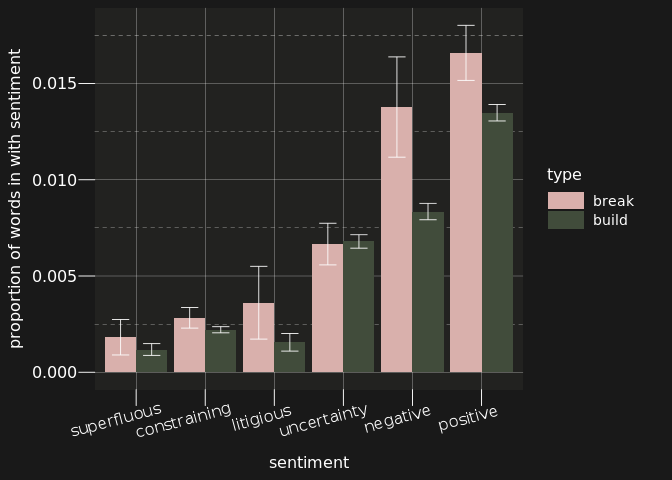 proportion of words in with sentiment
0.015
0.010
0.005
0.000
superfluous
constraining
litigious
uncertainty
negative
positive
sentiment
type
break
build